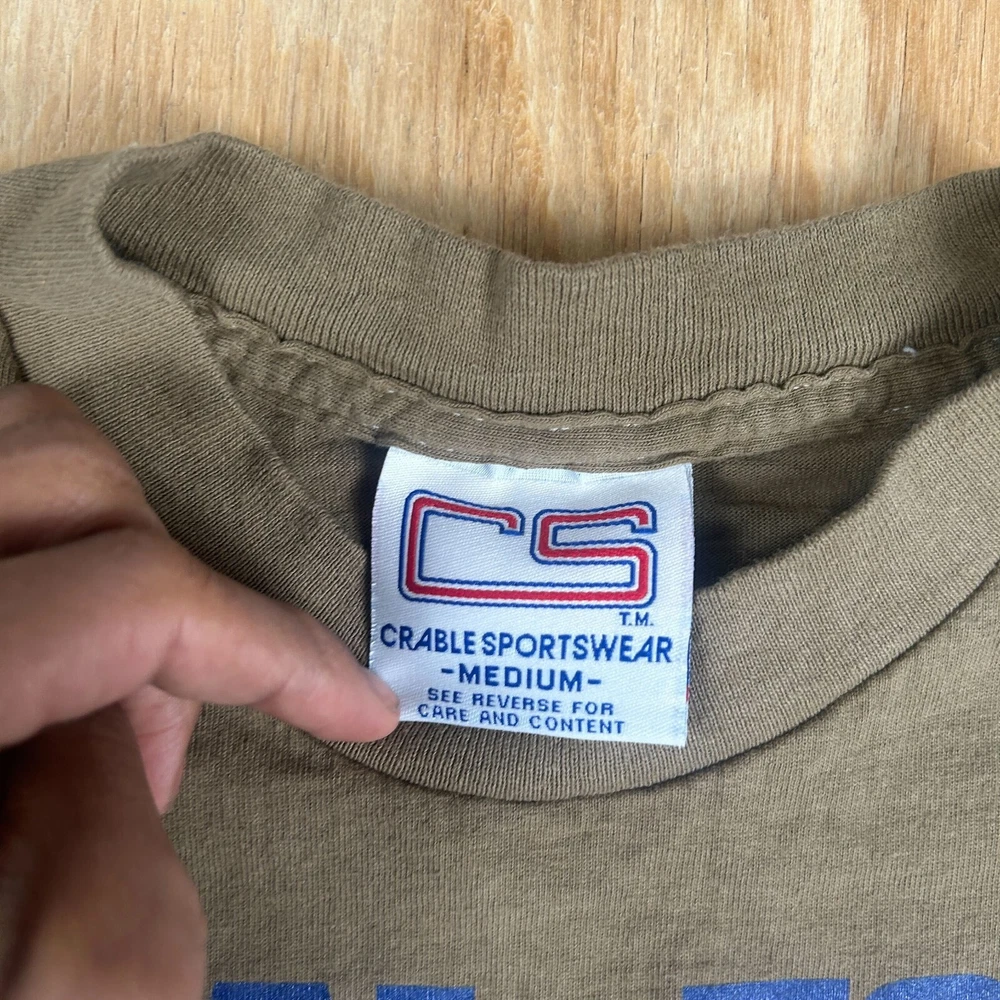 CS
T.M.
CRABLE SPORTSWEAR
-MEDIUM-
SEE REVERSE FOR
CARE AND CONTENT